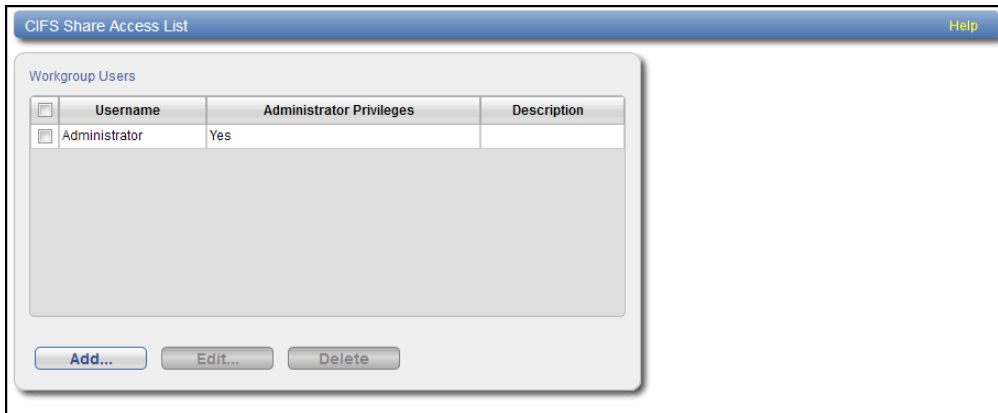 CIFS Share Access List Help
Workgroup Users
Username Administrator Privileges Description
Administrator Yes
Add... Edit... Delete